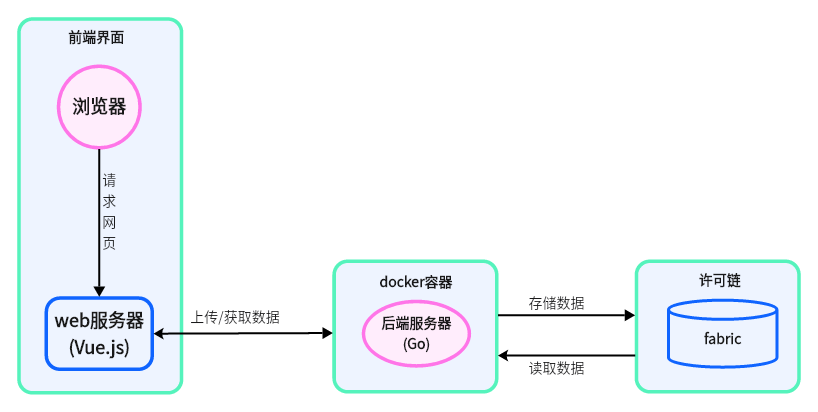 前端界面
浏览器
请
求
网
页
web服务器
(Vue.js)
上传/获取数据
docker容器
后端服务器
(Go)
存储数据
读取数据
许可链
fabric